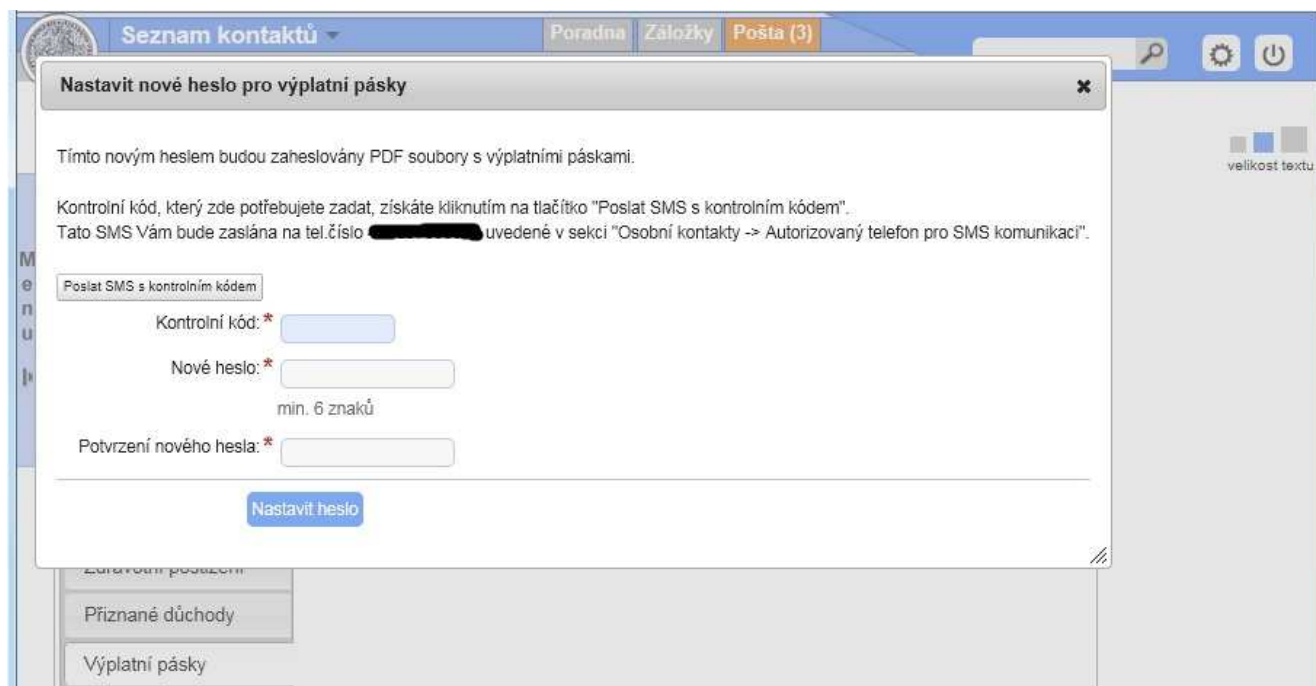 Seznam kontaktů
Poradna Záložky Pošta (3)
Nastavit nové heslo pro výplatní pásky
velikost textu
Tímto novým heslem budou zaheslovány PDF soubory s výplatními páskami.
Kontrolní kód, který zde potřebujete zadat, získáte kliknutím na tlačítko "Poslat SMS s kontrolním kódem".
Tato SMS Vám bude zaslána na tel.číslo uvedené v sekci "Osobní kontakty -> Autorizovaný telefon pro SMS komunikaci".
Menu
Poslat SMS s kontrolním kódem
Kontrolní kód: *
Nové heslo: *
min. 6 znaků
Potvrzení nového hesla: *
Nastavit heslo
Přiznané důchody
Výplatní pásky